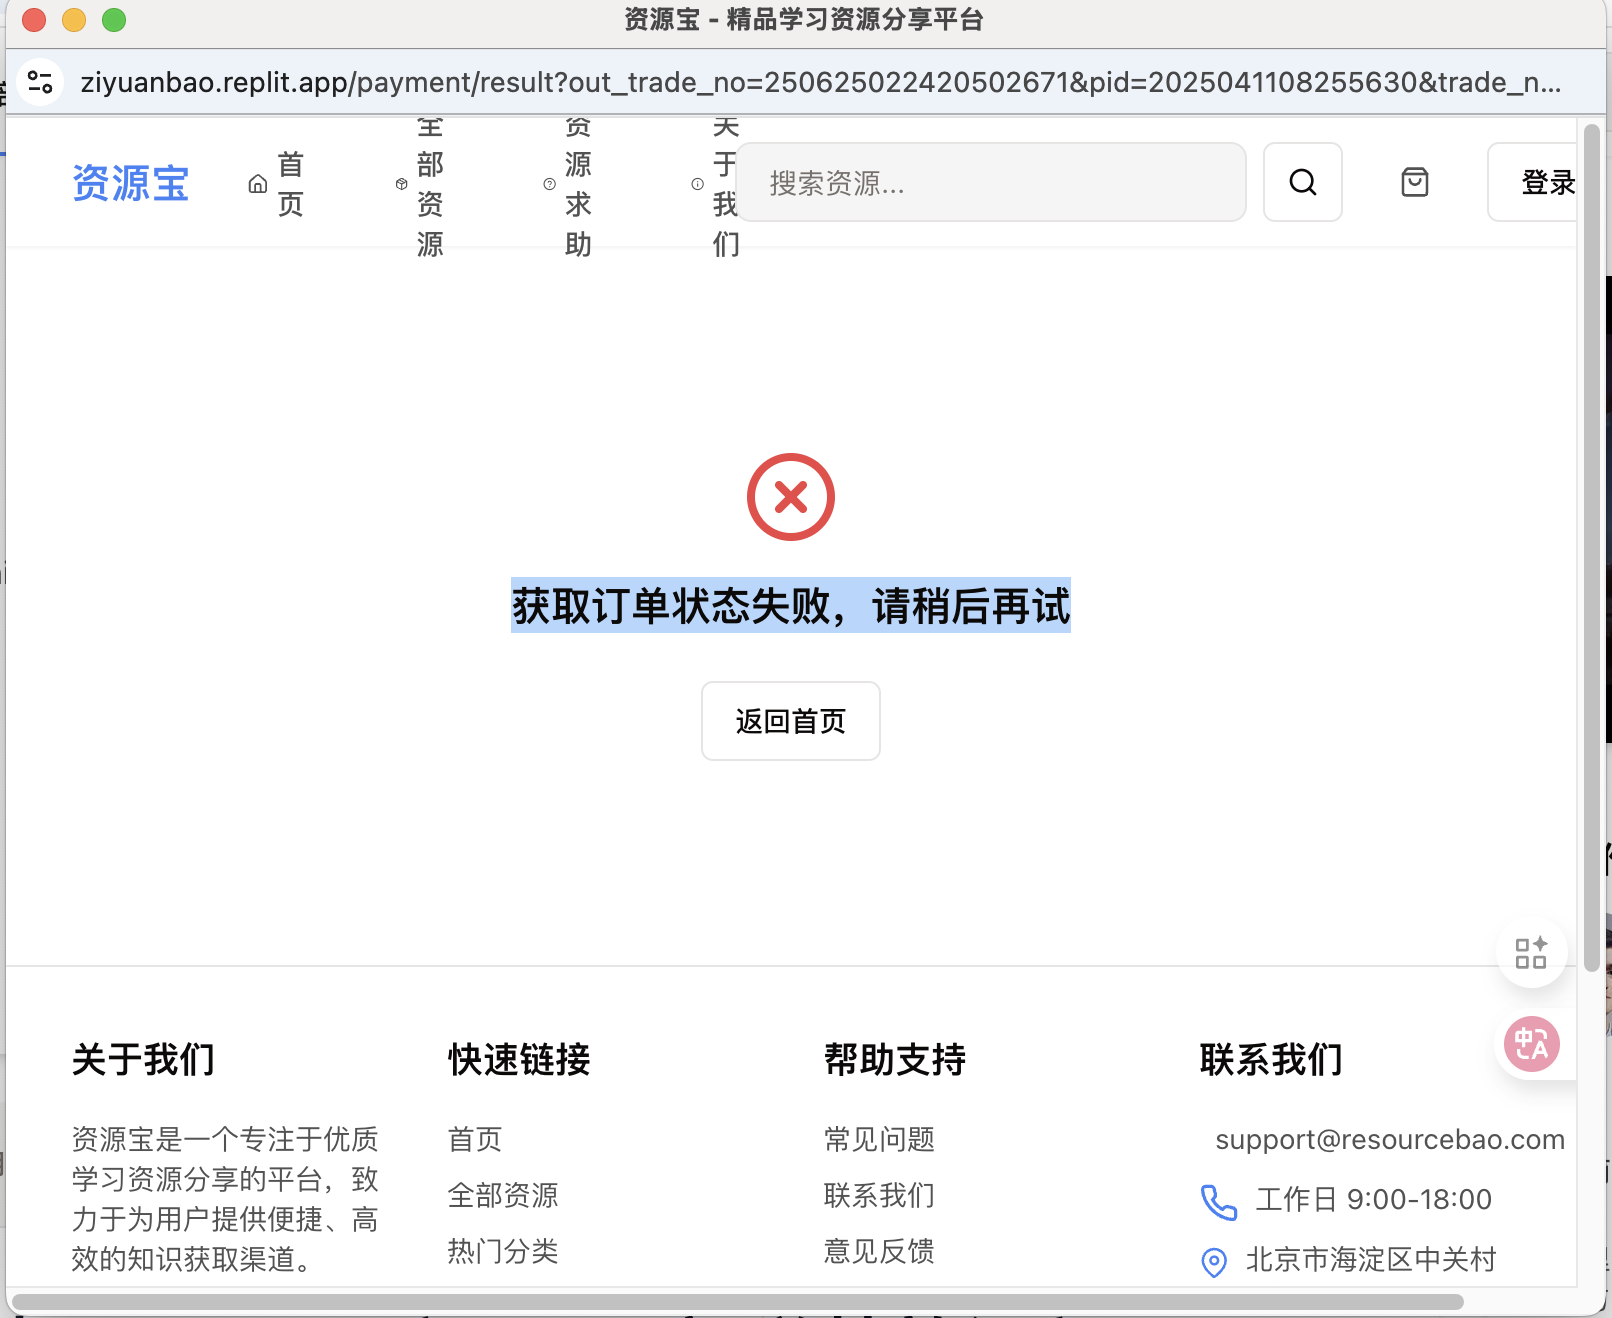 资源宝 - 精品学习资源分享平台
ziyuanbao.replit.app/payment/result?out_trade_no=250625022420502671&pid=2025041108255630&trade_n...
资源宝
首页
全部资源
资源求助
关于我们
搜索资源...
登录
获取订单状态失败，请稍后再试
返回首页
关于我们
资源宝是一个专注于优质
学习资源分享的平台，致
力于为用户提供便捷、高
效的知识获取渠道。
快速链接
首页
全部资源
热门分类
帮助支持
常见问题
联系我们
意见反馈
联系我们
support@resourcebao.com
工作日 9:00-18:00
北京市海淀区中关村